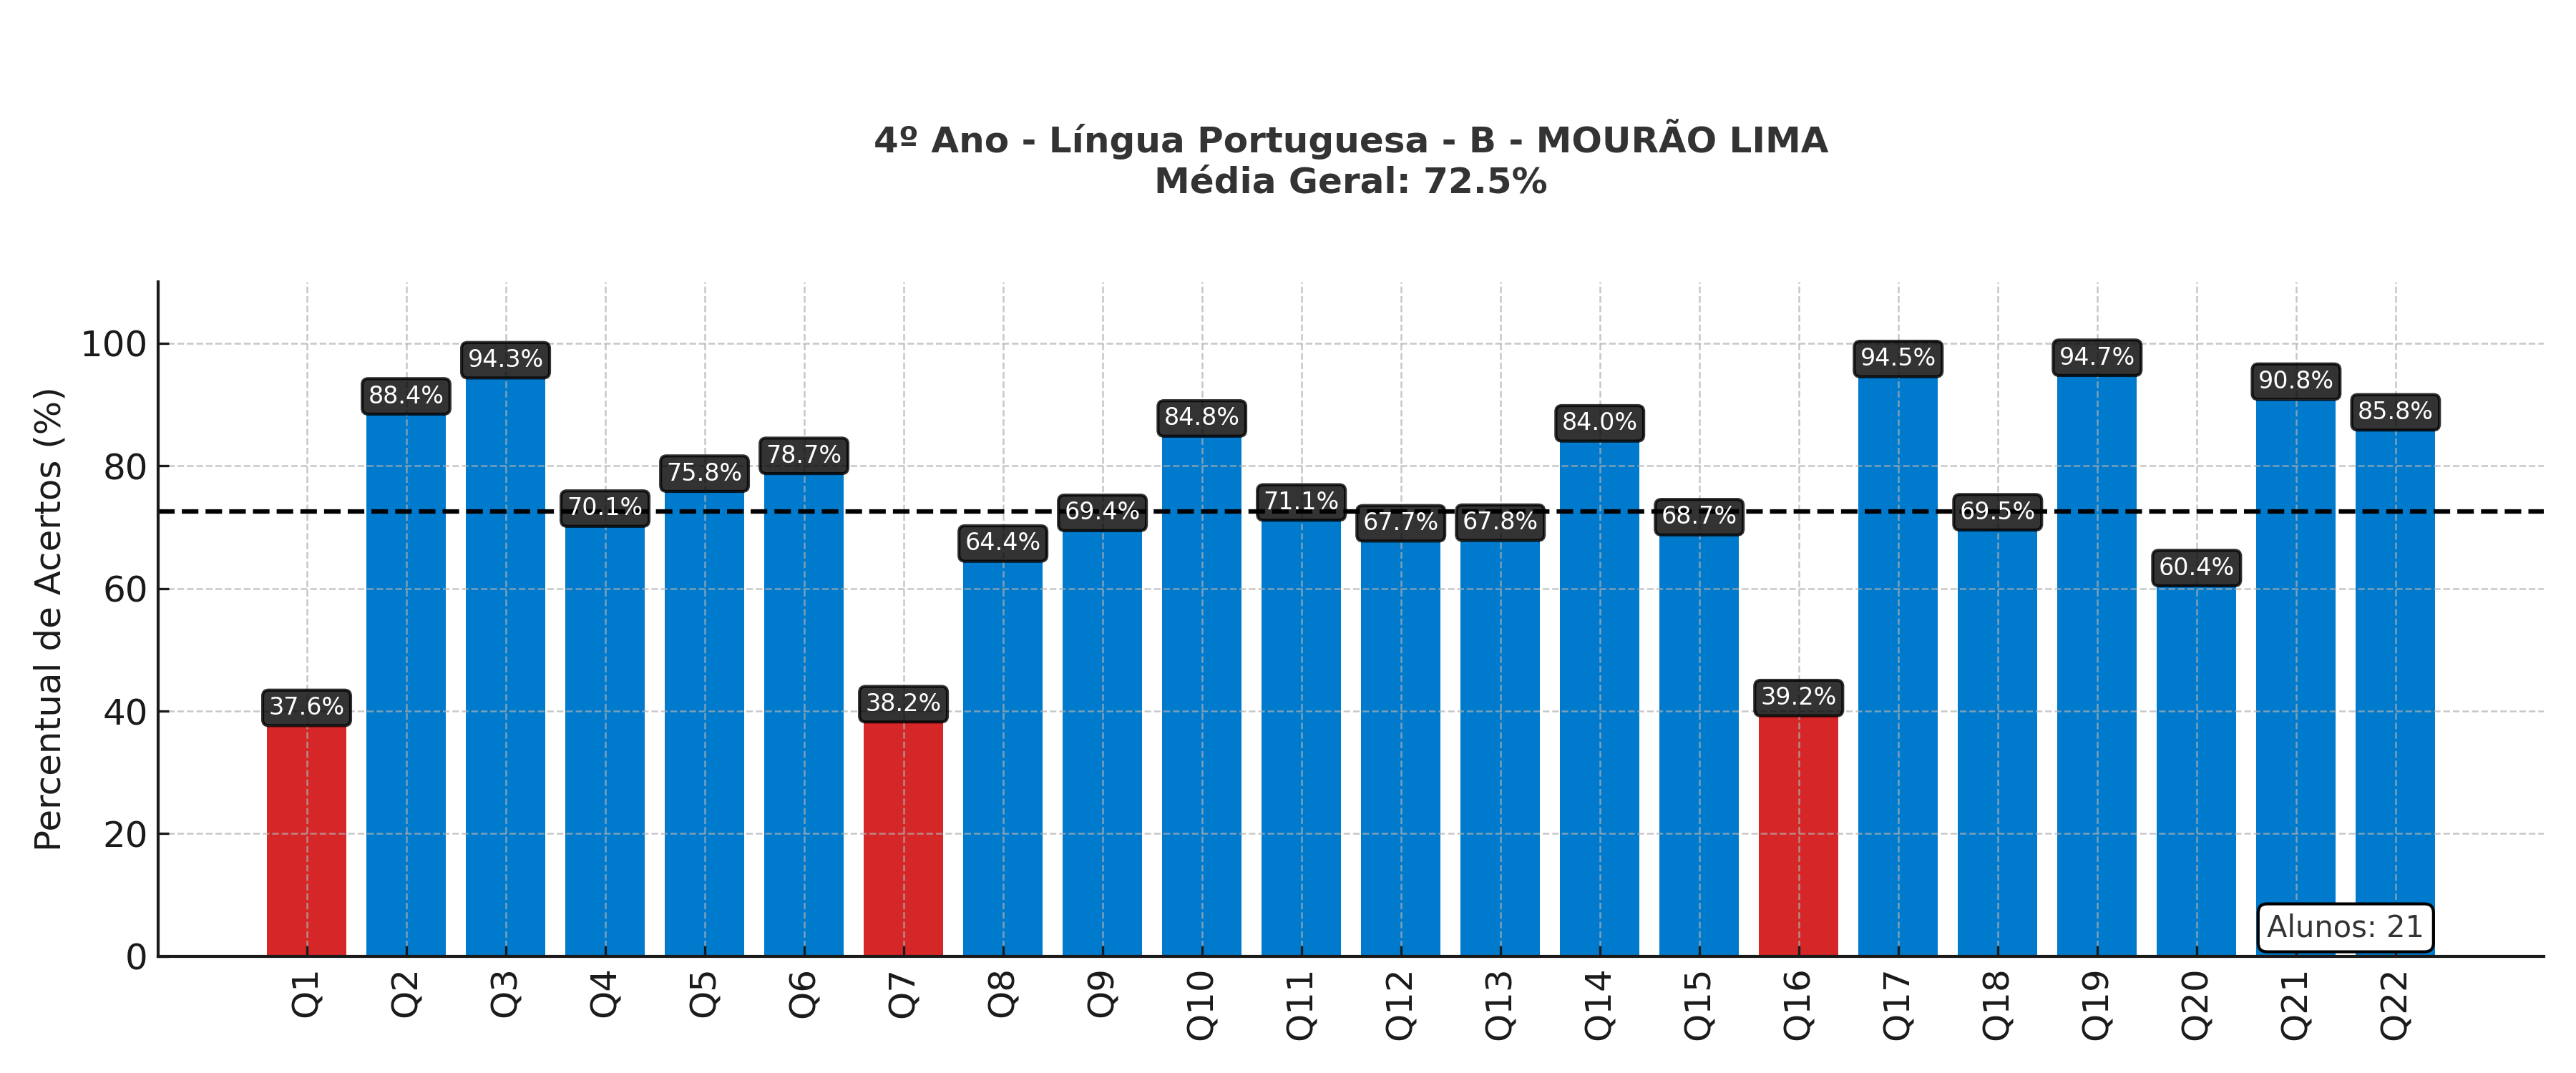 4º Ano - Língua Portuguesa - B - MOURÃO LIMA
Média Geral: 72.5%
Percentual de Acertos (%)
100
80
60
40
20
0
37.6%
88.4%
94.3%
70.1%
75.8%
78.7%
38.2%
64.4%
69.4%
84.8%
71.1%
67.7%
67.8%
84.0%
68.7%
39.2%
94.5%
69.5%
94.7%
60.4%
90.8%
85.8%
Alunos: 21
Q1
Q2
Q3
Q4
Q5
Q6
Q7
Q8
Q9
Q10
Q11
Q12
Q13
Q14
Q15
Q16
Q17
Q18
Q19
Q20
Q21
Q22